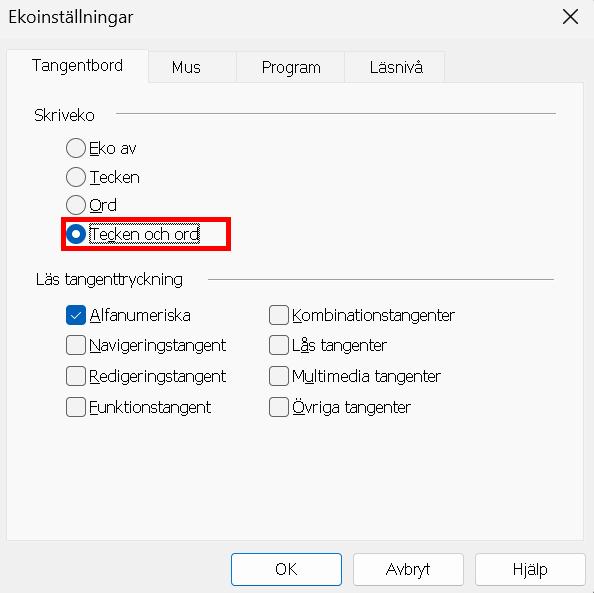 Ekoinställningar
Tangentbord Mus Program Läsnivå
Skriveko
Eko av
Tecken
Ord
Tecken och ord
Läs tangenttryckning
Alfanumeriska Kombinationstangenter
Navigeringstangent Lås tangenter
Redigeringstangent Multimedia tangenter
Funktionstangent Övriga tangenter
OK Avbryt Hjälp